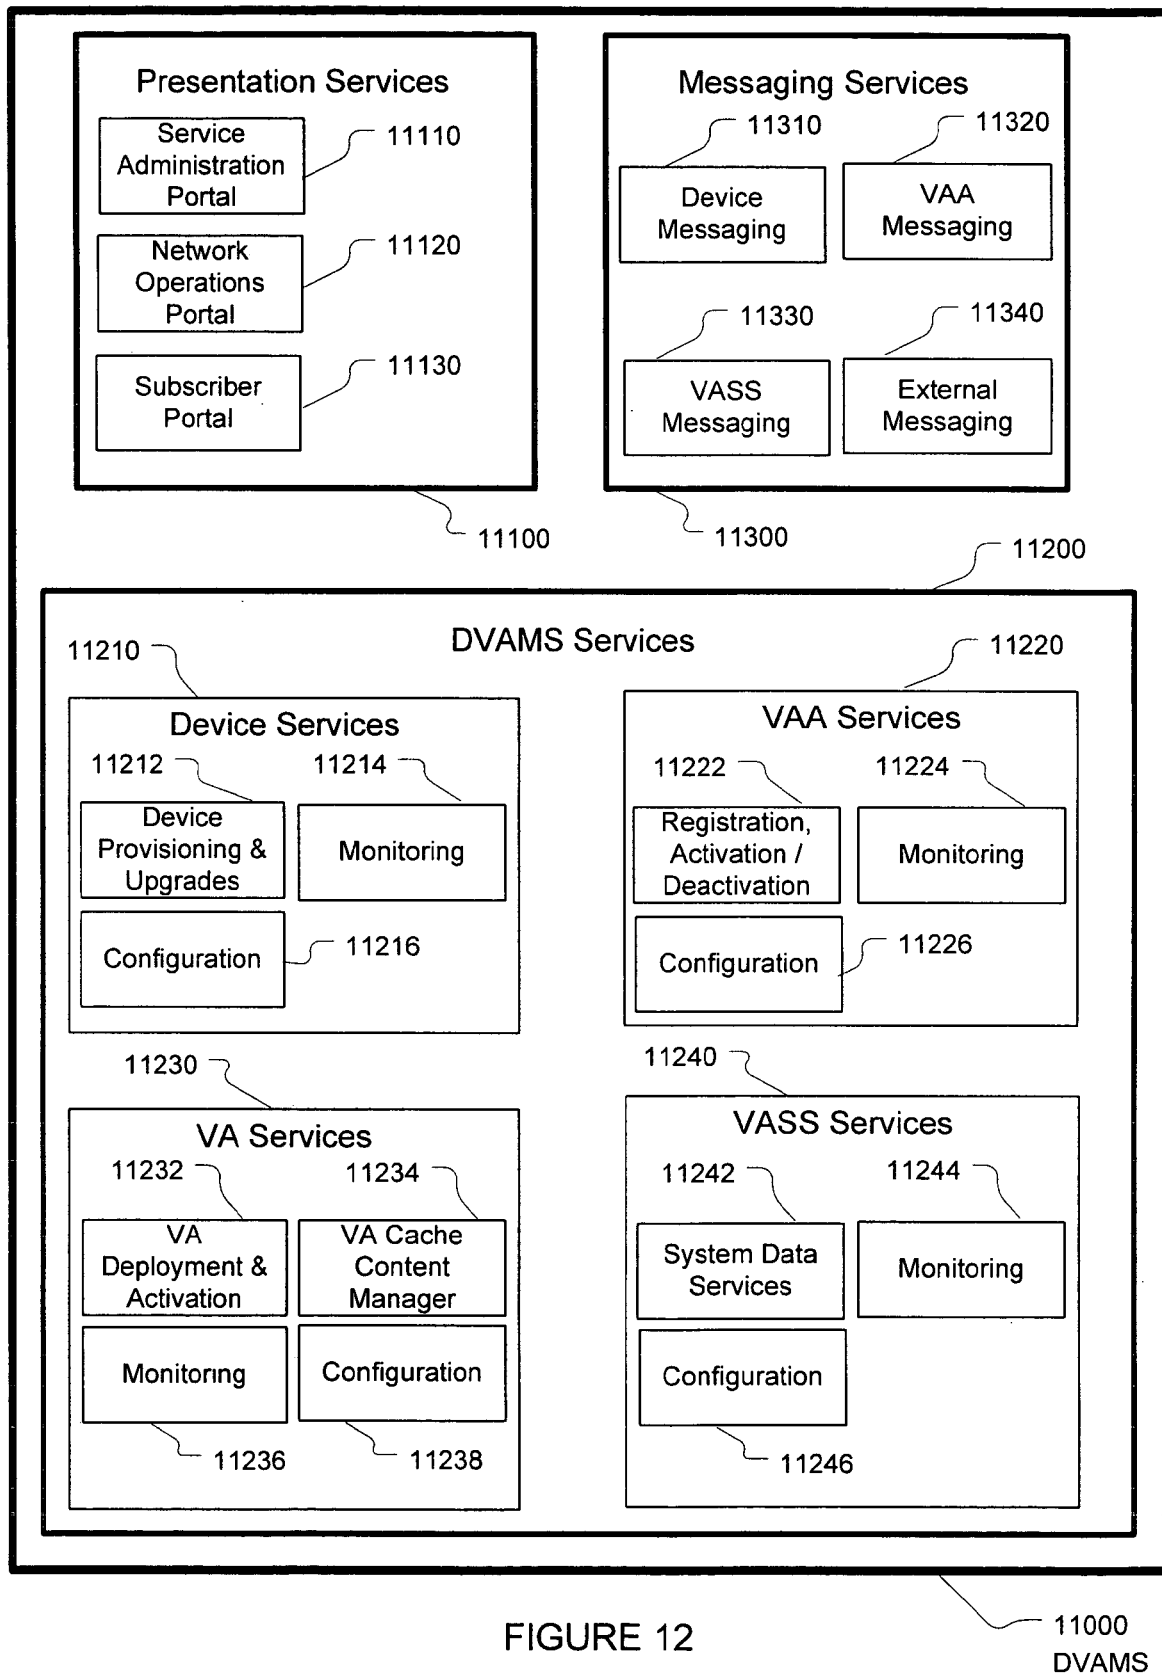 Presentation Services
Service
Administration
Portal
11110
Network
Operations
Portal
11120
Subscriber
Portal
11130
11100
Messaging Services
11310
11320
Device
Messaging
VAA
Messaging
11330
11340
VASS
Messaging
External
Messaging
11300
11200
DVAMS Services
11210
Device Services
11212
11214
Device
Provisioning &
Upgrades
Monitoring
Configuration
11216
11220
VAA Services
11222
11224
Registration,
Activation /
Deactivation
Monitoring
Configuration
11226
11230
VA Services
11232
11234
VA
Deployment &
Activation
VA Cache
Content
Manager
Monitoring
Configuration
11236
11238
11240
VASS Services
11242
11244
System Data
Services
Monitoring
Configuration
11246
11000
DVAMS
FIGURE 12